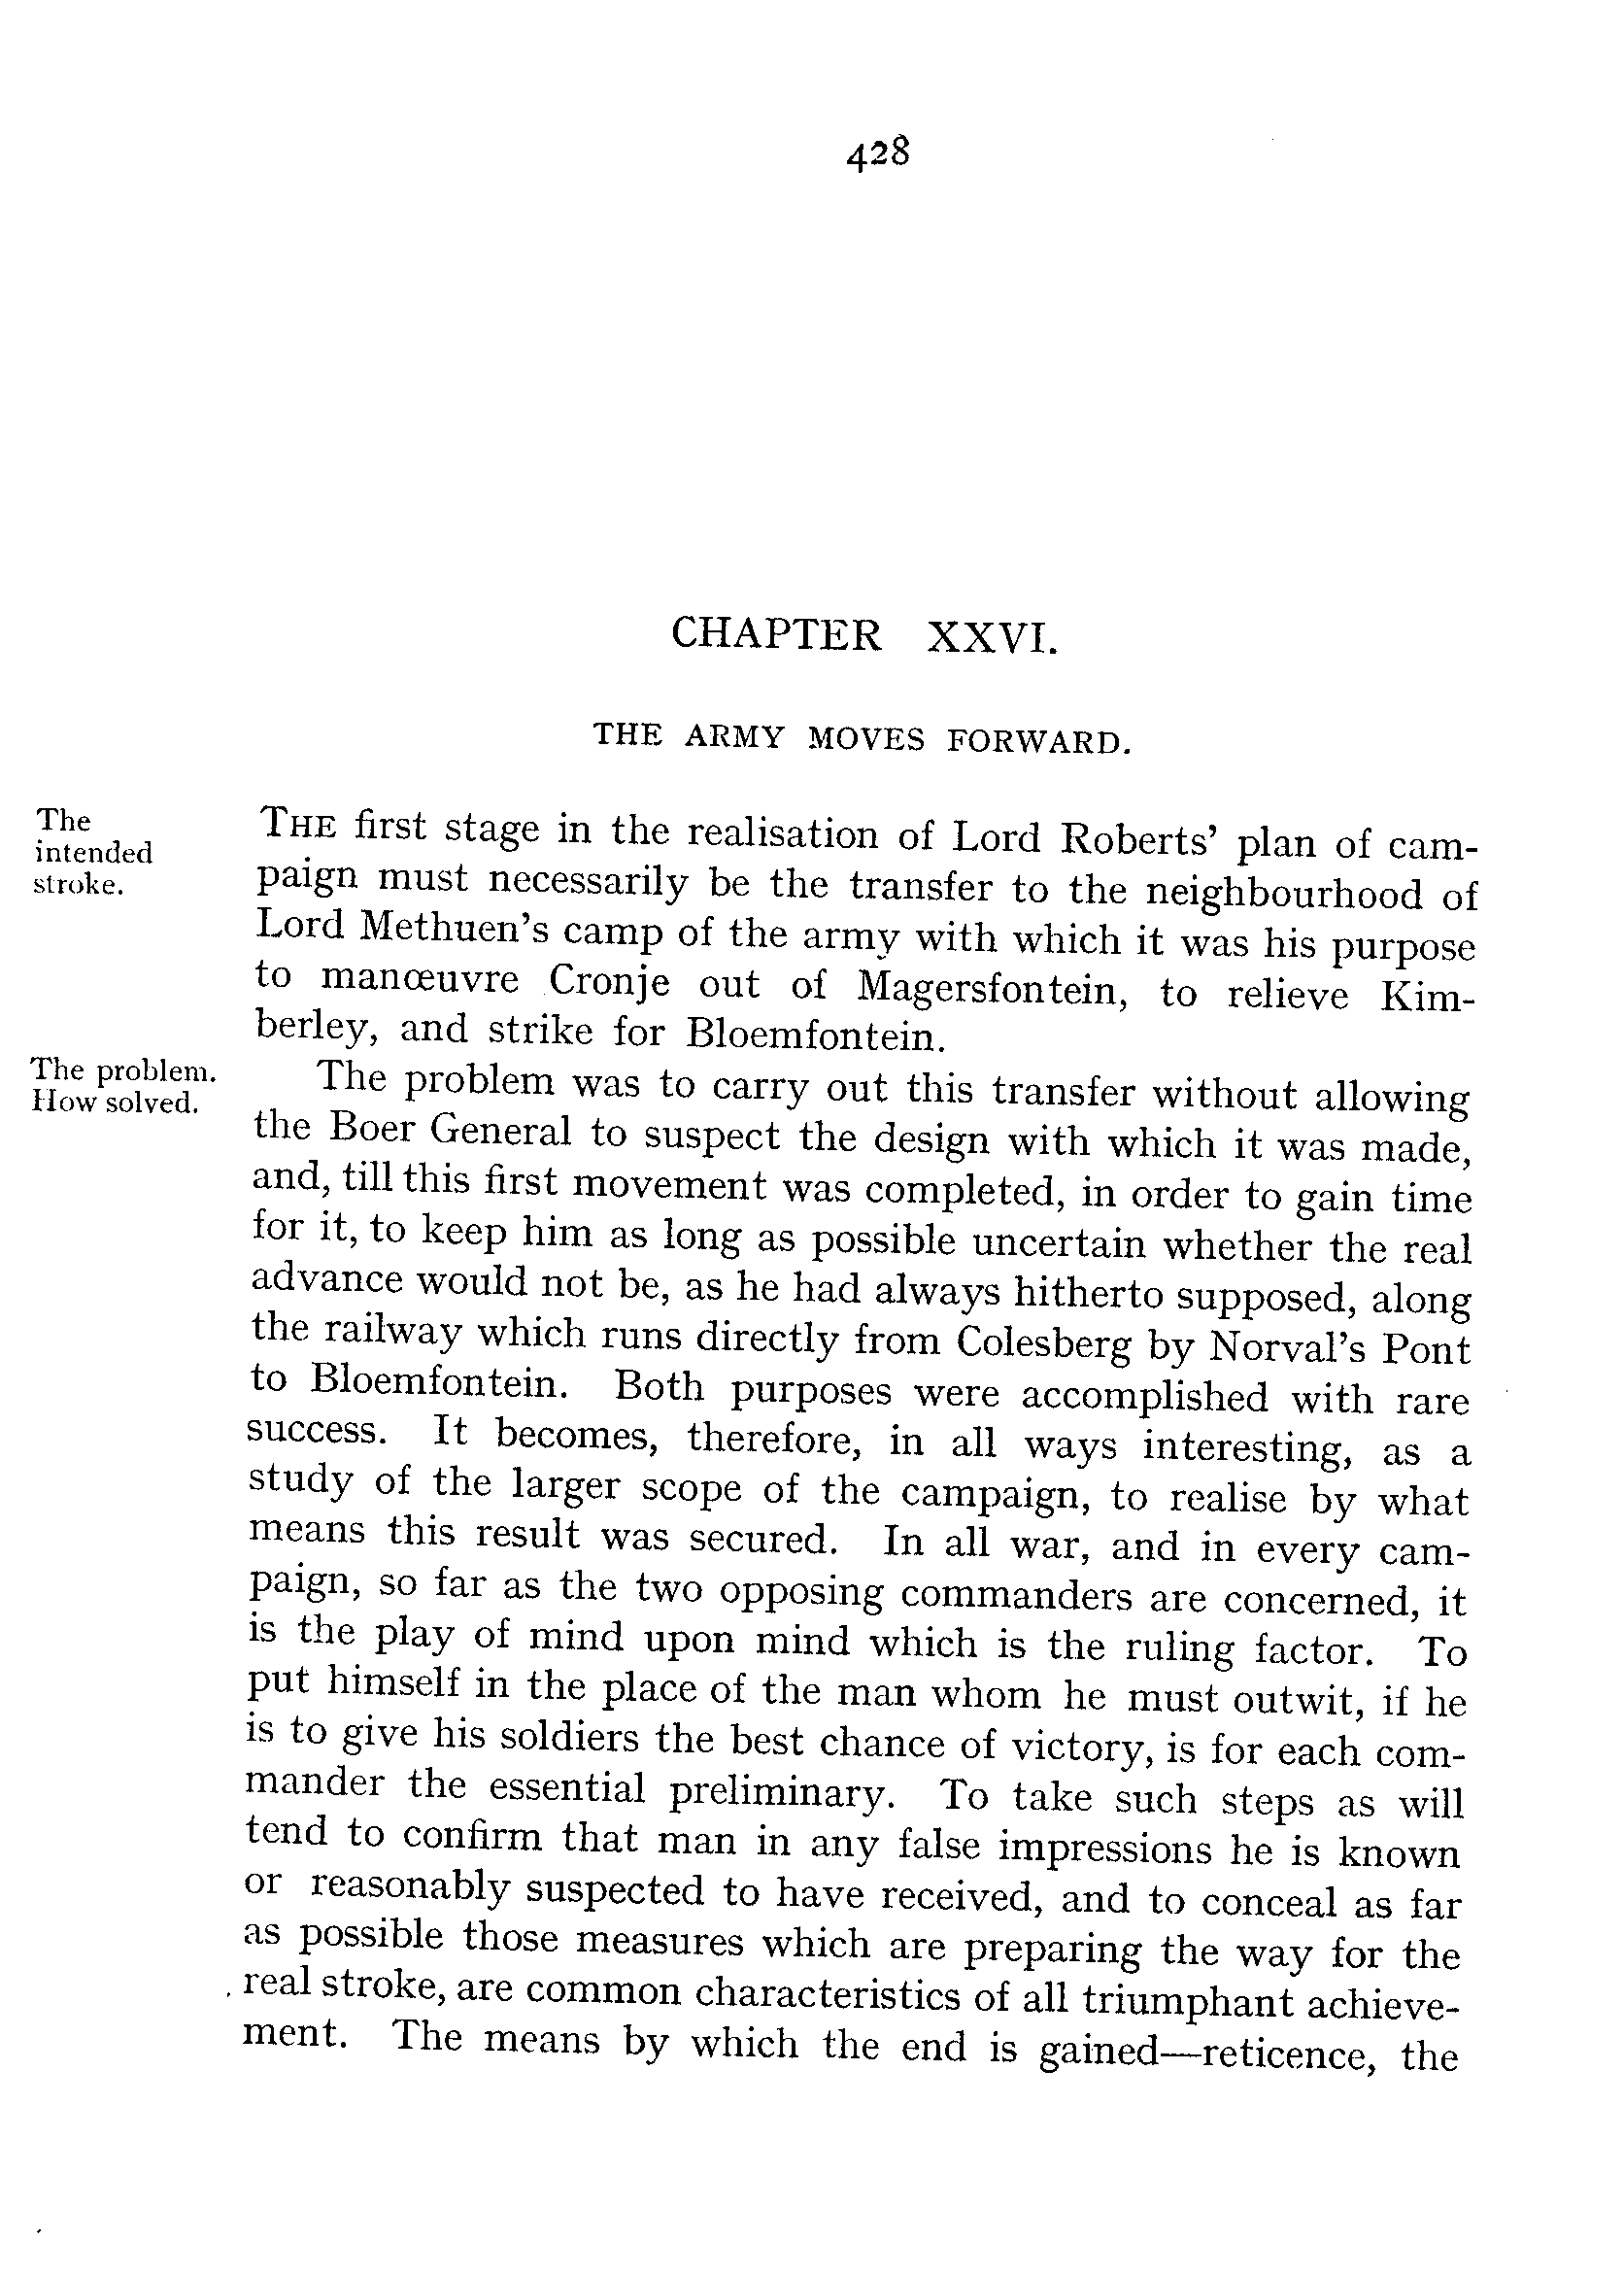 428
CHAPTER XXVI.
THE ARMY MOVES FORWARD.
The
intended
stroke.
THE first stage in the realisation of Lord Roberts' plan of cam-
paign must necessarily be the transfer to the neighbourhood of
Lord Methuen's camp of the army with which it was his purpose
to manœuvre Cronje out of Magersfontein, to relieve Kim-
berley, and strike for Bloemfontein.
The problem.
How solved.
The problem was to carry out this transfer without allowing
the Boer General to suspect the design with which it was made,
and, till this first movement was completed, in order to gain time
for it, to keep him as long as possible uncertain whether the real
advance would not be, as he had always hitherto supposed, along
the railway which runs directly from Colesberg by Norval's Pont
to Bloemfontein. Both purposes were accomplished with rare
success. It becomes, therefore, in all ways interesting, as a
study of the larger scope of the campaign, to realise by what
means this result was secured. In all war, and in every cam-
paign, so far as the two opposing commanders are concerned, it
is the play of mind upon mind which is the ruling factor. To
put himself in the place of the man whom he must outwit, if he
is to give his soldiers the best chance of victory, is for each com-
mander the essential preliminary. To take such steps as will
tend to confirm that man in any false impressions he is known
or reasonably suspected to have received, and to conceal as far
as possible those measures which are preparing the way for the
real stroke, are common characteristics of all triumphant achieve-
ment. The means by which the end is gained—reticence, the